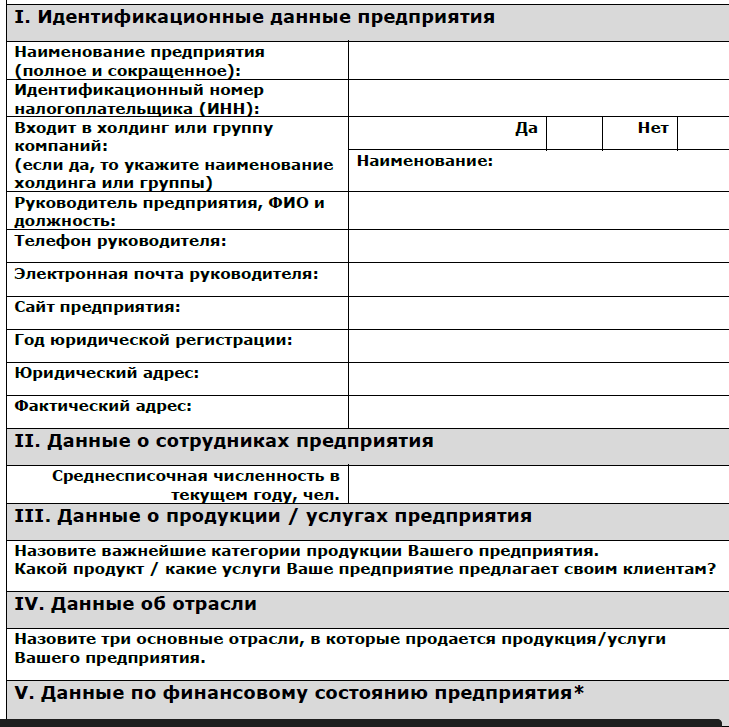 I. Идентификационные данные предприятия
Наименование предприятия
(полное и сокращенное):
Идентификационный номер
налогоплательщика (ИНН):
Входит в холдинг или группу
компаний:
(если да, то укажите наименование
холдинга или группы)
Да
Нет
Наименование:
Руководитель предприятия, ФИО и
должность:
Телефон руководителя:
Электронная почта руководителя:
Сайт предприятия:
Год юридической регистрации:
Юридический адрес:
Фактический адрес:
II. Данные о сотрудниках предприятия
Среднесписочная численность в
текущем году, чел.
III. Данные о продукции / услугах предприятия
Назовите важнейшие категории продукции Вашего предприятия.
Какой продукт / какие услуги Ваше предприятие предлагает своим клиентам?
IV. Данные об отрасли
Назовите три основные отрасли, в которые продается продукция/услуги
Вашего предприятия.
V. Данные по финансовому состоянию предприятия*